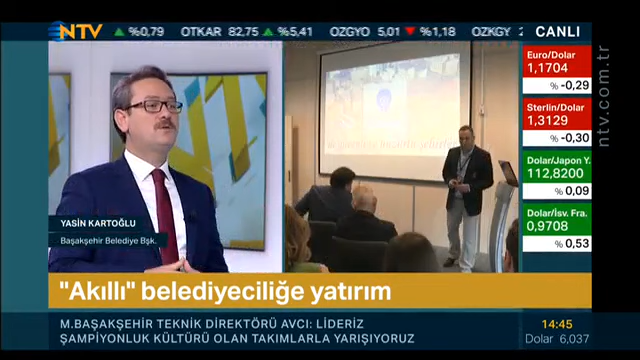 NTV
▲ %0,79 OTKAR 82,75 ▲ %5,41 OZGYO 5,01 ▼ %1,18 OZKGY
CANLI
Euro/Dolar
1,1704
% -0,29
Sterlin/Dolar
1,3129
% -0,30
Dolar/Japon Y.
112,8200
% 0,09
Dolar/İsv. Fra.
0,9708
% 0,53
ntv.com.tr
YASİN KARTOĞLU
Başakşehir Belediye Bşk.
"Akıllı" belediyeciliğe yatırım
M.BAŞAKŞEHİR TEKNİK DİREKTÖRÜ AVCI: LİDERİZ
ŞAMPİYONLUK KÜLTÜRÜ OLAN TAKIMLARLA YARIŞIYORUZ
14:45
Dolar 6,037